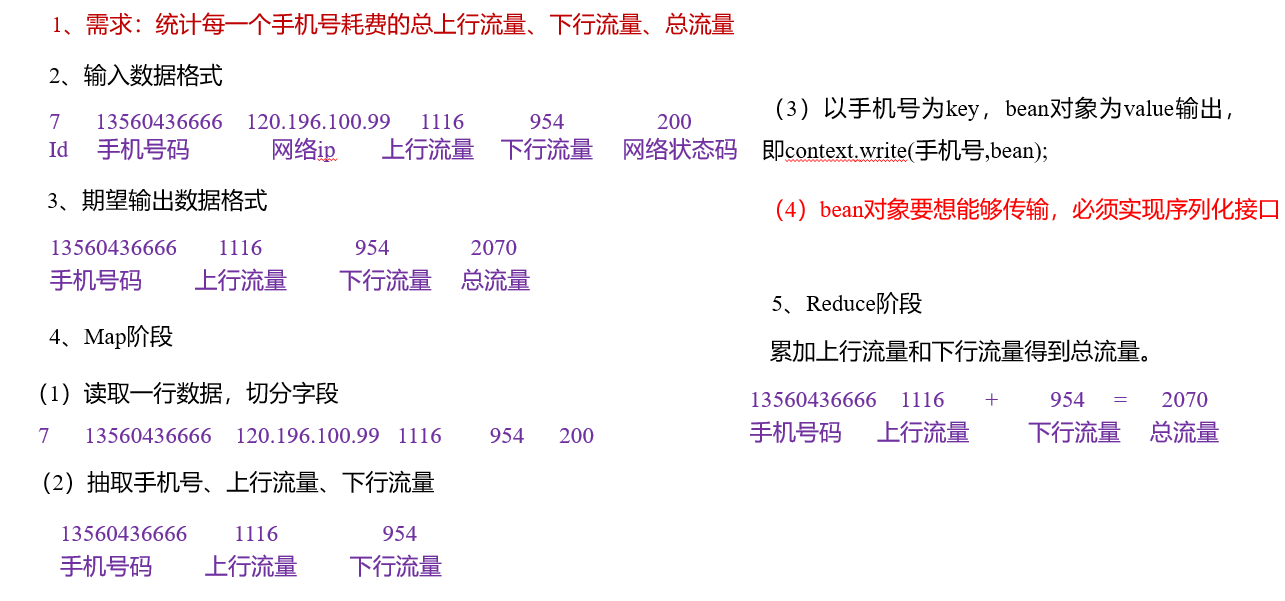 1、需求：统计每一个手机号耗费的总上行流量、下行流量、总流量
2、输入数据格式
7 13560436666 120.196.100.99 1116 954 200
Id 手机号码 网络ip 上行流量 下行流量 网络状态码
3、期望输出数据格式
13560436666 1116 954 2070
手机号码 上行流量 下行流量 总流量
4、Map阶段
（1）读取一行数据，切分字段
7 13560436666 120.196.100.99 1116 954 200
（2）抽取手机号、上行流量、下行流量
13560436666 1116 954
手机号码 上行流量 下行流量
（3）以手机号为key，bean对象为value输出，
即context.write(手机号,bean);
（4）bean对象要想能够传输，必须实现序列化接口
5、Reduce阶段
累加上行流量和下行流量得到总流量。
13560436666 1116 + 954 = 2070
手机号码 上行流量 下行流量 总流量